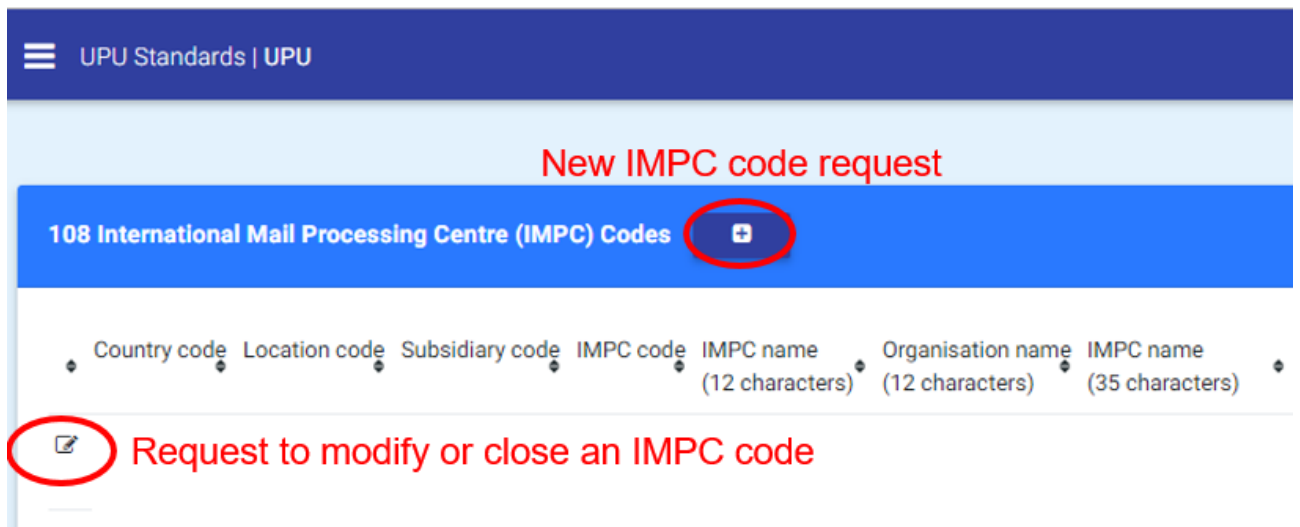 UPU Standards | UPU
New IMPC code request
108 International Mail Processing Centre (IMPC) Codes
Country code Location code Subsidiary code IMPC code IMPC name Organisation name IMPC name
(12 characters) (12 characters) (35 characters)
Request to modify or close an IMPC code